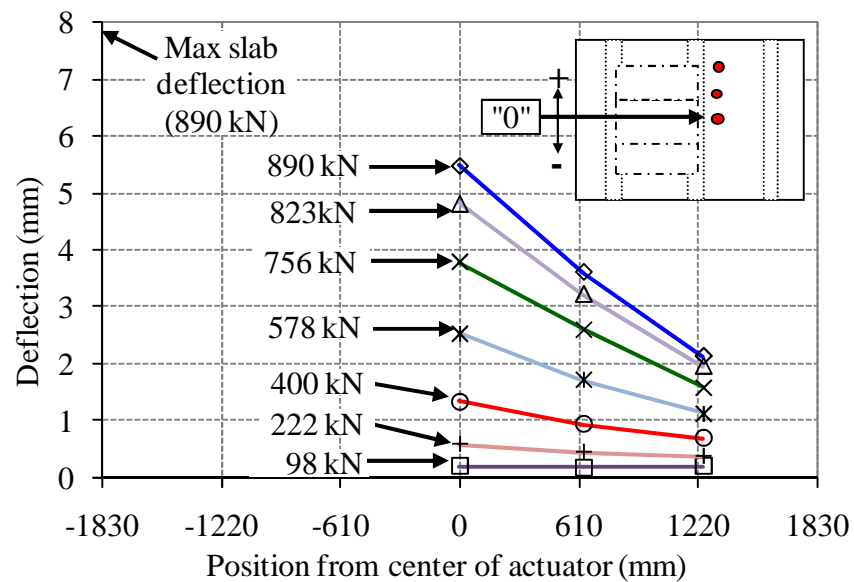 8
7
6
5
4
3
2
1
0
Deflection (mm)
Max slab
deflection
(890 kN)
+
"0"
-
890 kN
823kN
756 kN
578 kN
400 kN
222 kN
98 kN
-1830 -1220 -610 0 610 1220 1830
Position from center of actuator (mm)